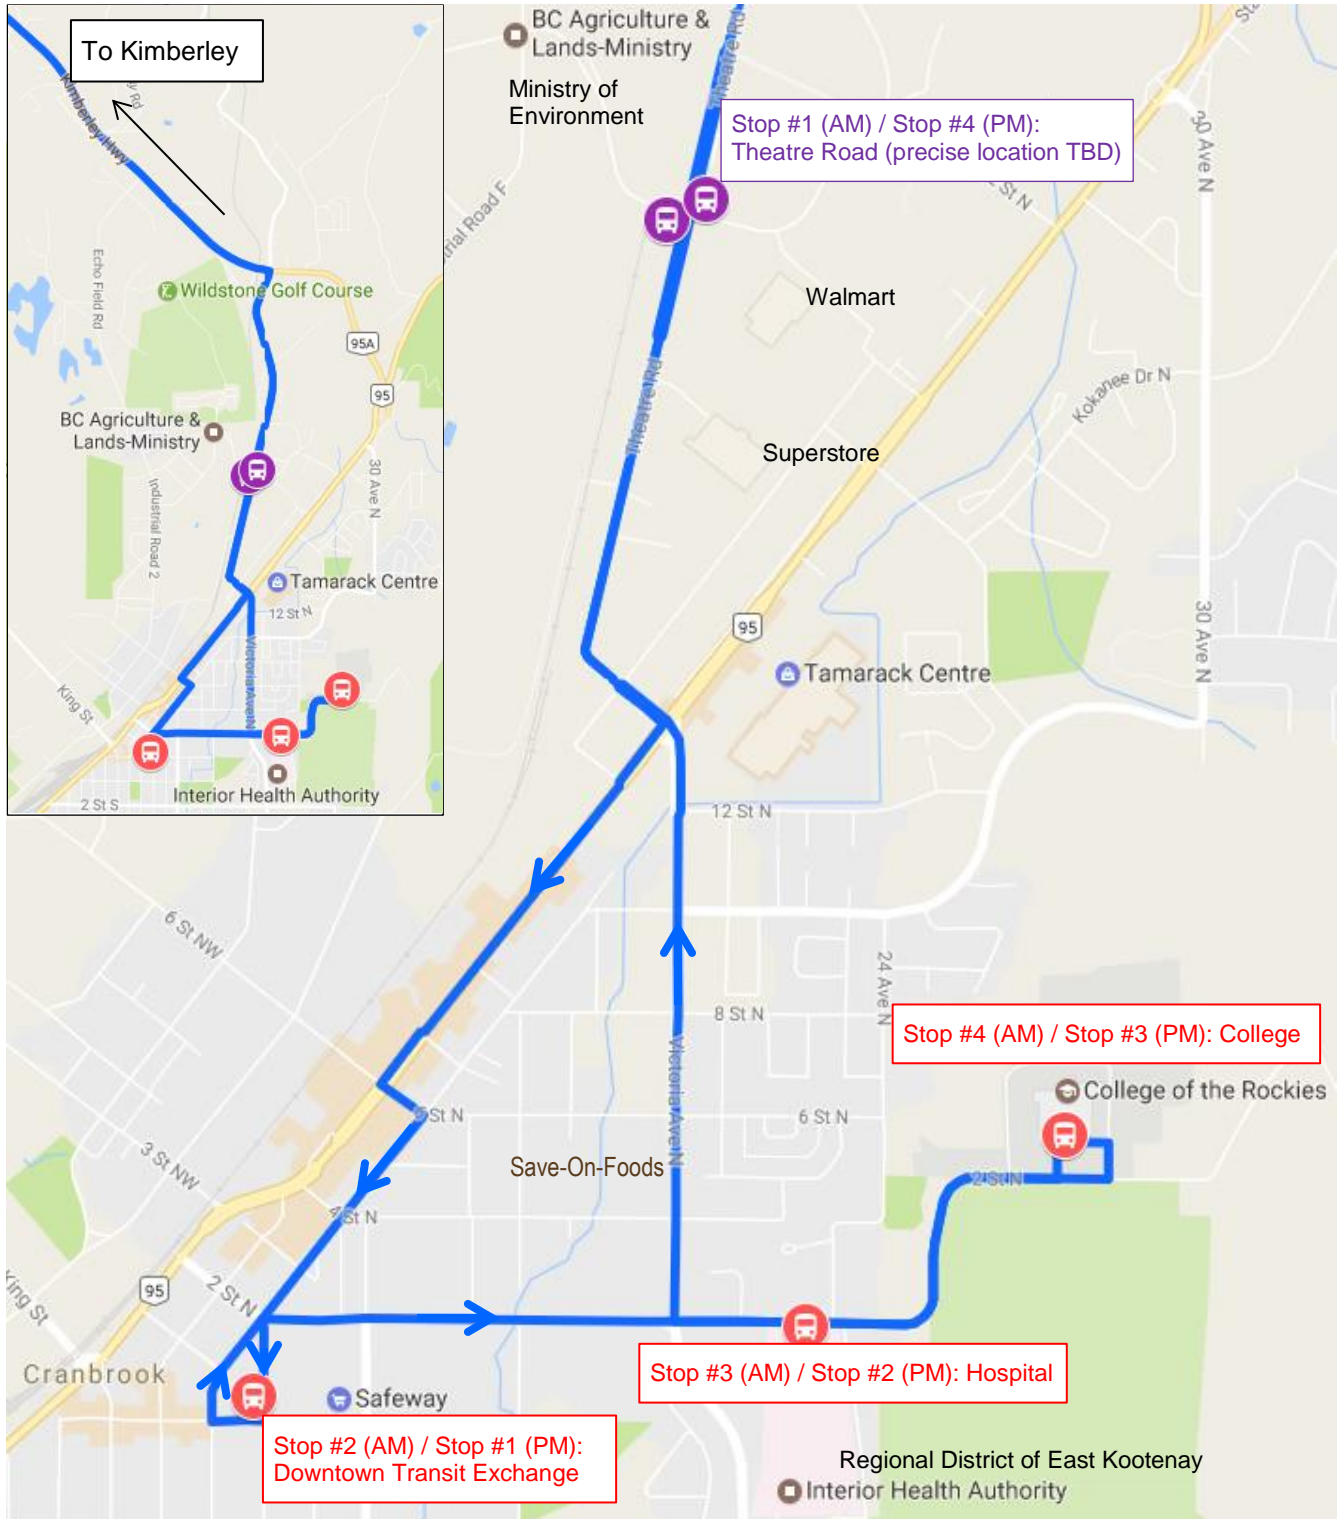 To Kimberley
Kimberley Hwy
Echo Field Rd
Wildstone Golf Course
95A
95
BC Agriculture &
Lands-Ministry
Industrial Road 2
30 Ave N
Tamarack Centre
12 St N
Victoria Ave N
King St
Interior Health Authority
2 St S
BC Agriculture &
Lands-Ministry
Ministry of
Environment
Theatre Rd
Stop #1 (AM) / Stop #4 (PM):
Theatre Road (precise location TBD)
30 Ave N
Walmart
Kokanee Dr N
Theatre Rd
Superstore
30 Ave N
95
Tamarack Centre
12 St N
6 St NW
24 Ave N
8 St N
Stop #4 (AM) / Stop #3 (PM): College
College of the Rockies
Victoria Ave N
6 St N
3 St NW
Save-On-Foods
2 St N
4 St N
King St
95
2 St N
Cranbrook
Stop #3 (AM) / Stop #2 (PM): Hospital
Safeway
Stop #2 (AM) / Stop #1 (PM):
Downtown Transit Exchange
Regional District of East Kootenay
Interior Health Authority